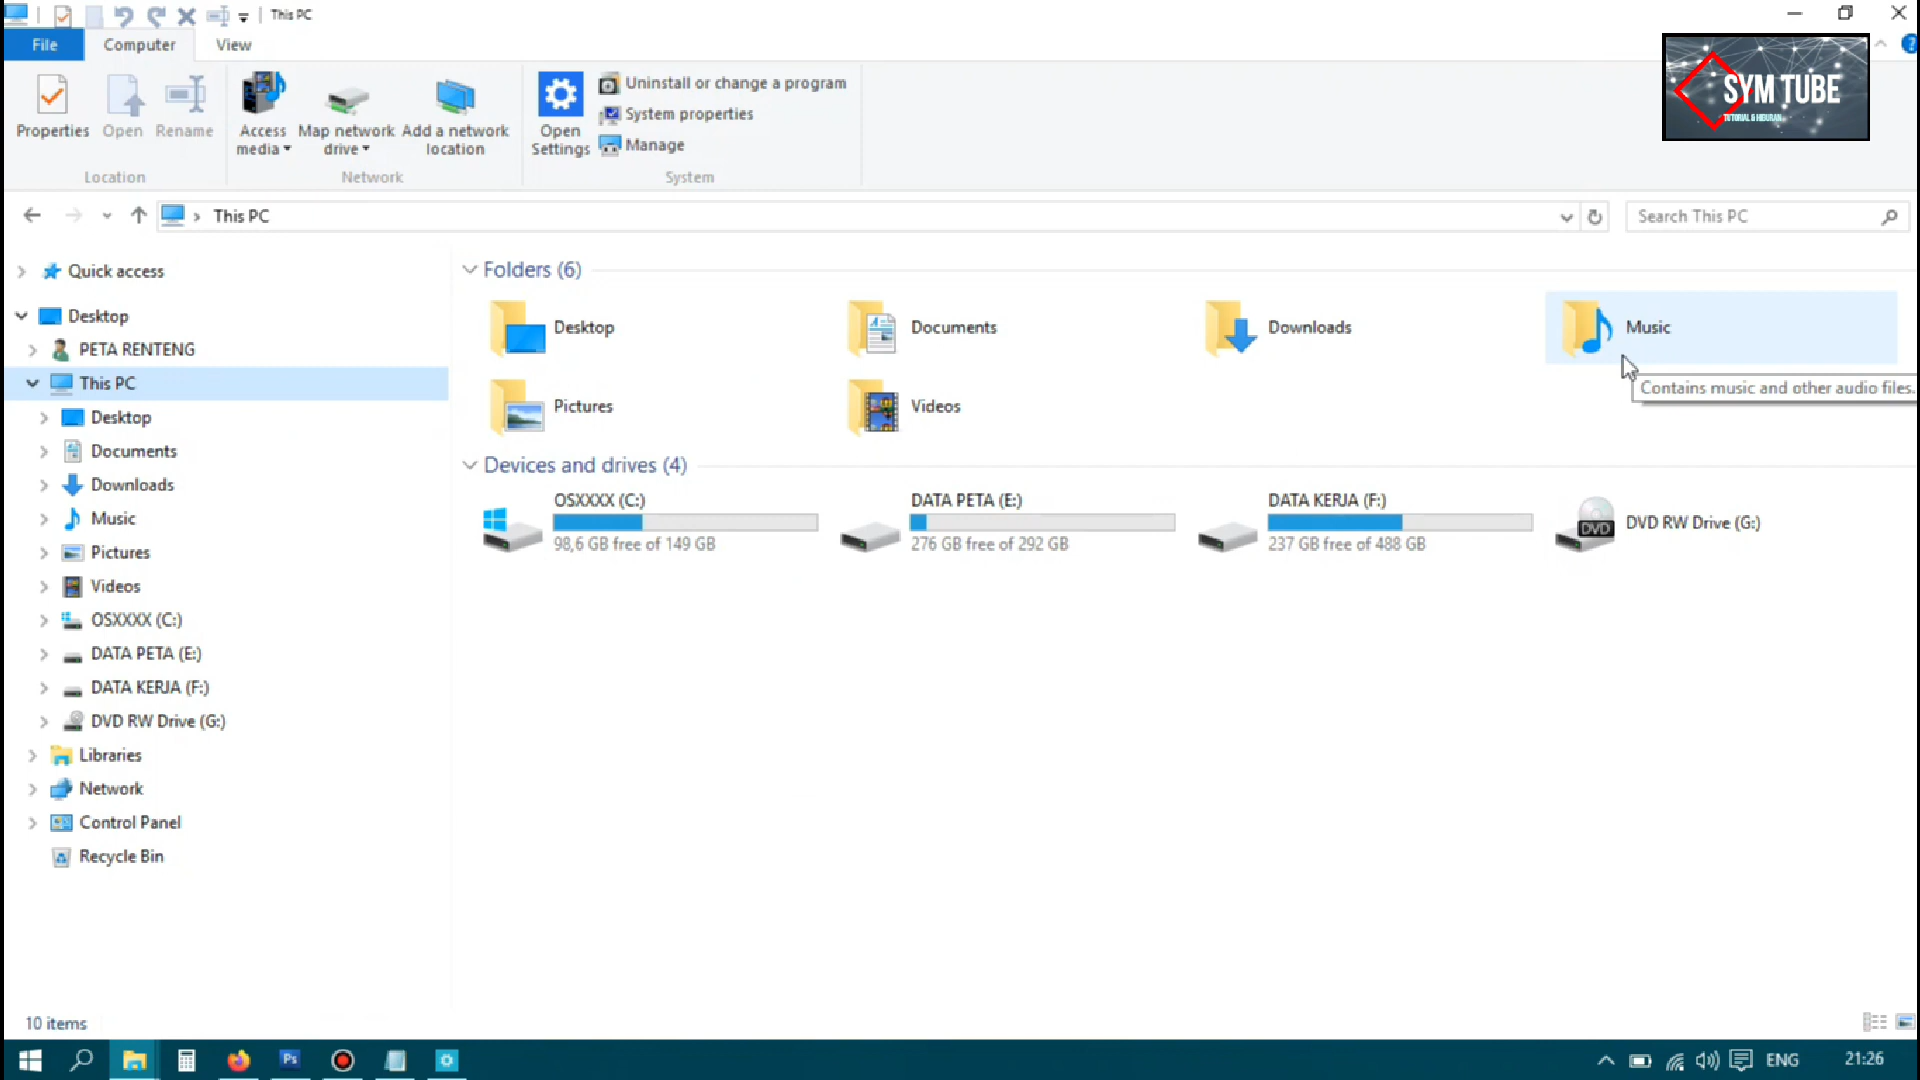 This PC
File Computer View
SYM TUBE
TUTORIAL & HIBURAN
Properties Open Rename Access media Map network drive Add a network location Open Settings
Uninstall or change a program
System properties
Manage
Location Network System
This PC
Search This PC
Quick access
Desktop
PETA RENTENG
This PC
Desktop
Documents
Downloads
Music
Pictures
Videos
OSXXXX (C:)
DATA PETA (E:)
DATA KERJA (F:)
DVD RW Drive (G:)
Libraries
Network
Control Panel
Recycle Bin
Folders (6)
Desktop Documents Downloads Music
Contains music and other audio files.
Pictures Videos
Devices and drives (4)
OSXXXX (C:)
98,6 GB free of 149 GB
DATA PETA (E:)
276 GB free of 292 GB
DATA KERJA (F:)
237 GB free of 488 GB
DVD
DVD RW Drive (G:)
10 items
Ps
ENG
21:26